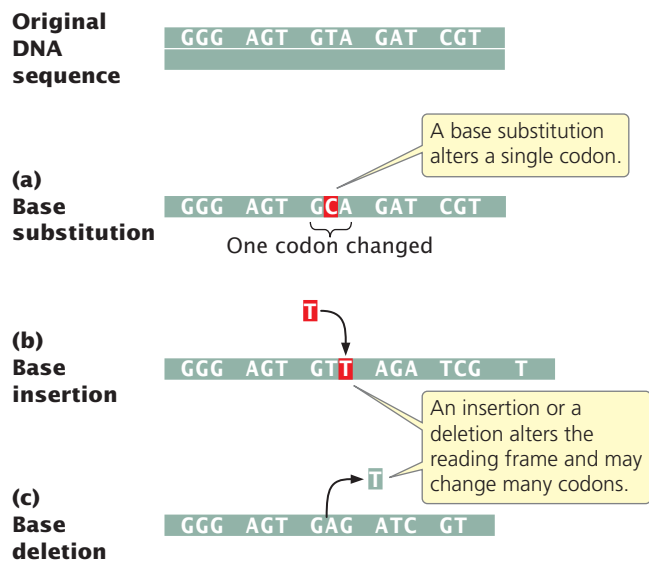 Original
DNA
sequence
GGG AGT GTA GAT CGT
A base substitution
alters a single codon.
(a)
Base
substitution
GGG AGT GCA GAT CGT
One codon changed
T
(b)
Base
insertion
GGG AGT GTT AGA TCG T
An insertion or a
deletion alters the
reading frame and may
change many codons.
T
(c)
Base
deletion
GGG AGT GAG ATC GT